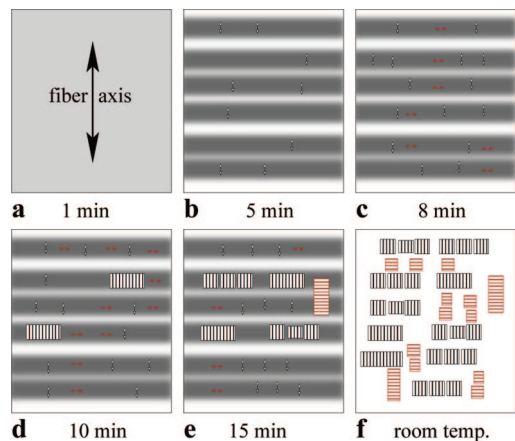 fiber axis
a 1 min
b 5 min
c 8 min
d 10 min
e 15 min
f room temp.